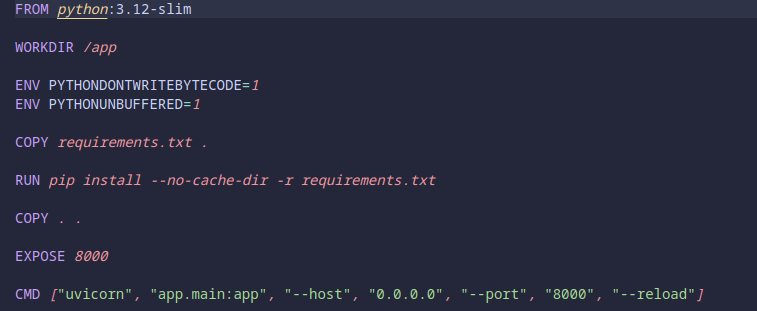 FROM python:3.12-slim
WORKDIR /app
ENV PYTHONDONTWRITEBYTECODE=1
ENV PYTHONUNBUFFERED=1
COPY requirements.txt .
RUN pip install --no-cache-dir -r requirements.txt
COPY . .
EXPOSE 8000
CMD ["uvicorn", "app.main:app", "--host", "0.0.0.0", "--port", "8000", "--reload"]